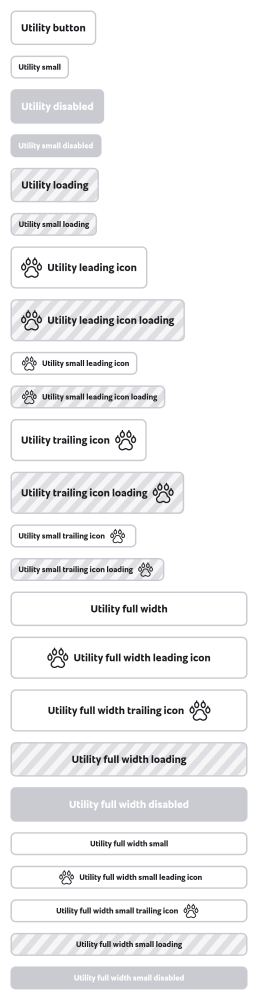 Utility button
Utility small
Utility disabled
Utility small disabled
Utility loading
Utility small loading
Utility leading icon
Utility leading icon loading
Utility small leading icon
Utility small leading icon loading
Utility trailing icon
Utility trailing icon loading
Utility small trailing icon
Utility small trailing icon loading
Utility full width
Utility full width leading icon
Utility full width trailing icon
Utility full width loading
Utility full width disabled
Utility full width small
Utility full width small leading icon
Utility full width small trailing icon
Utility full width small loading
Utility full width small disabled